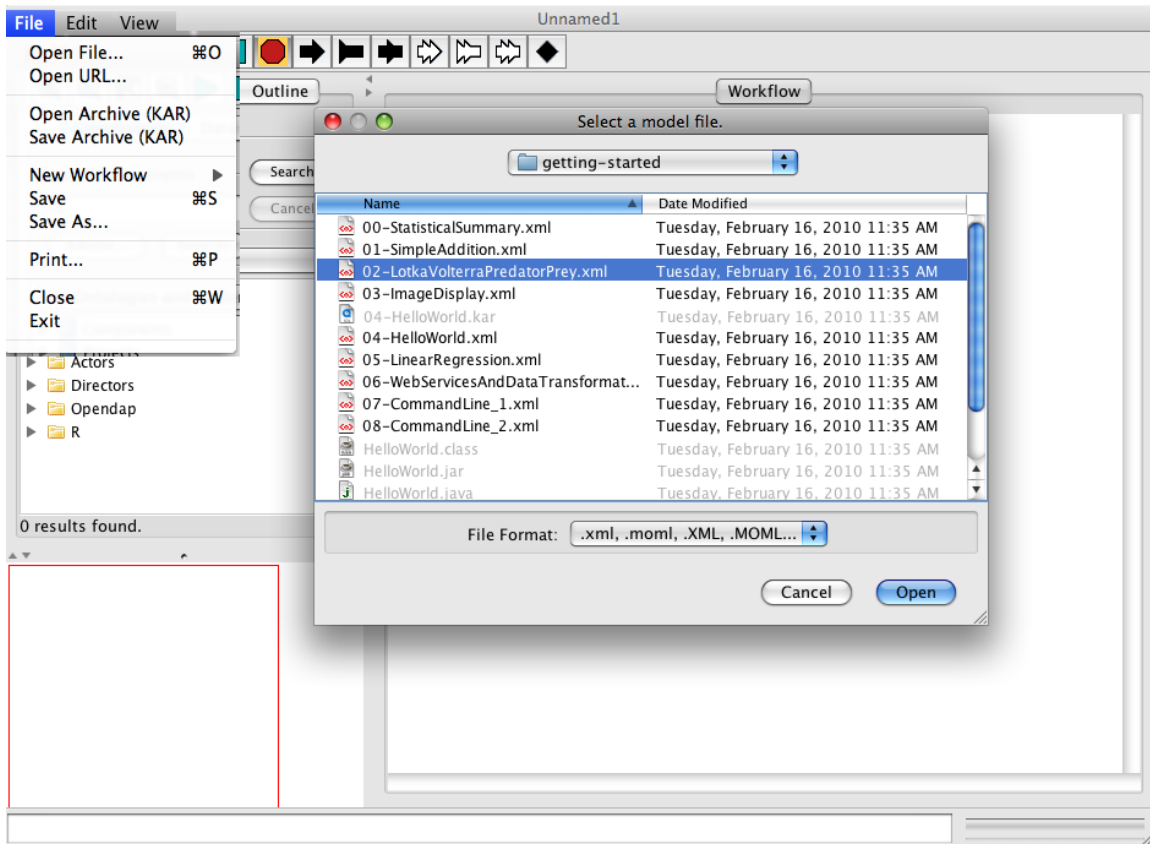 Unnamed1
File Edit View
Open File... ⌘O
Open URL...
Open Archive (KAR)
Save Archive (KAR)
New Workflow ▶
Save ⌘S
Save As...
Print... ⌘P
Close ⌘W
Exit
Outline
Workflow
Search
Cancel
Actors
Directors
Opendap
R
0 results found.
Select a model file.
getting-started
Name Date Modified
00-StatisticalSummary.xml Tuesday, February 16, 2010 11:35 AM
01-SimpleAddition.xml Tuesday, February 16, 2010 11:35 AM
02-LotkaVolterraPredatorPrey.xml Tuesday, February 16, 2010 11:35 AM
03-ImageDisplay.xml Tuesday, February 16, 2010 11:35 AM
04-HelloWorld.kar Tuesday, February 16, 2010 11:35 AM
04-HelloWorld.xml Tuesday, February 16, 2010 11:35 AM
05-LinearRegression.xml Tuesday, February 16, 2010 11:35 AM
06-WebServicesAndDataTransformat... Tuesday, February 16, 2010 11:35 AM
07-CommandLine_1.xml Tuesday, February 16, 2010 11:35 AM
08-CommandLine_2.xml Tuesday, February 16, 2010 11:35 AM
HelloWorld.class Tuesday, February 16, 2010 11:35 AM
HelloWorld.jar Tuesday, February 16, 2010 11:35 AM
HelloWorld.java Tuesday, February 16, 2010 11:35 AM
File Format: .xml, .moml, .XML, .MOML...
Cancel Open